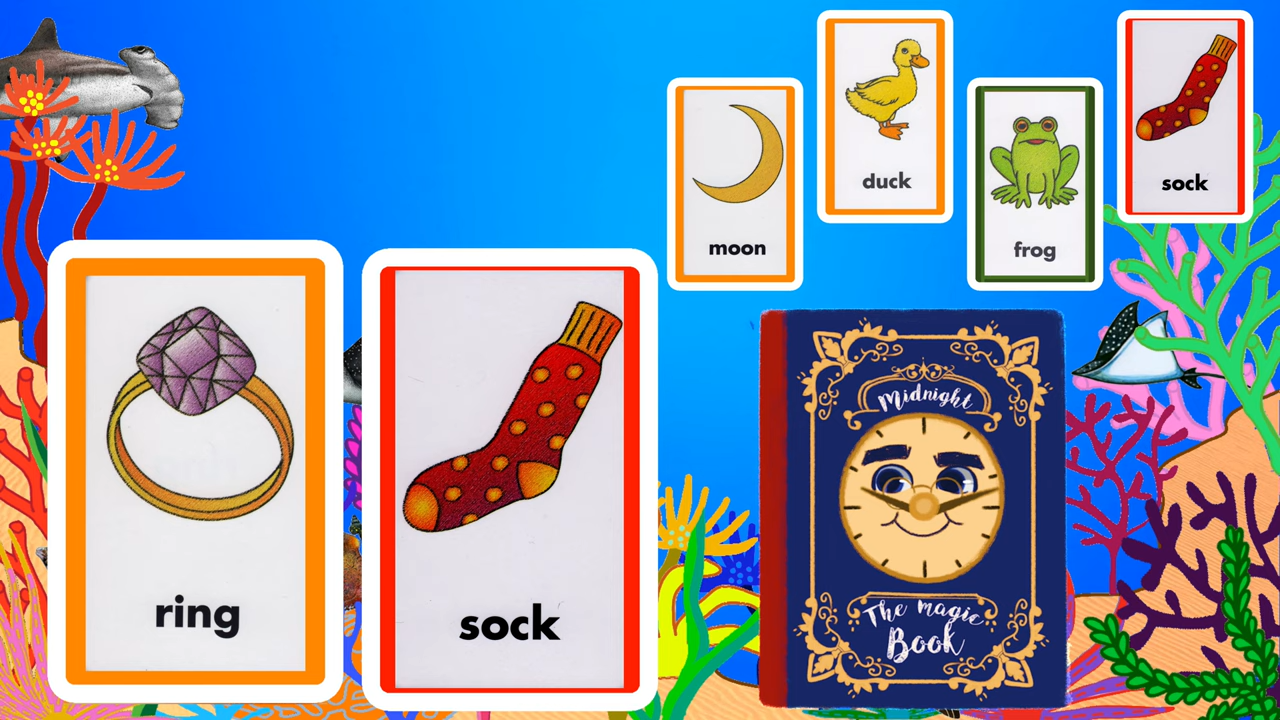 moon
duck
frog
sock
ring
sock
Midnight
The magic
Book